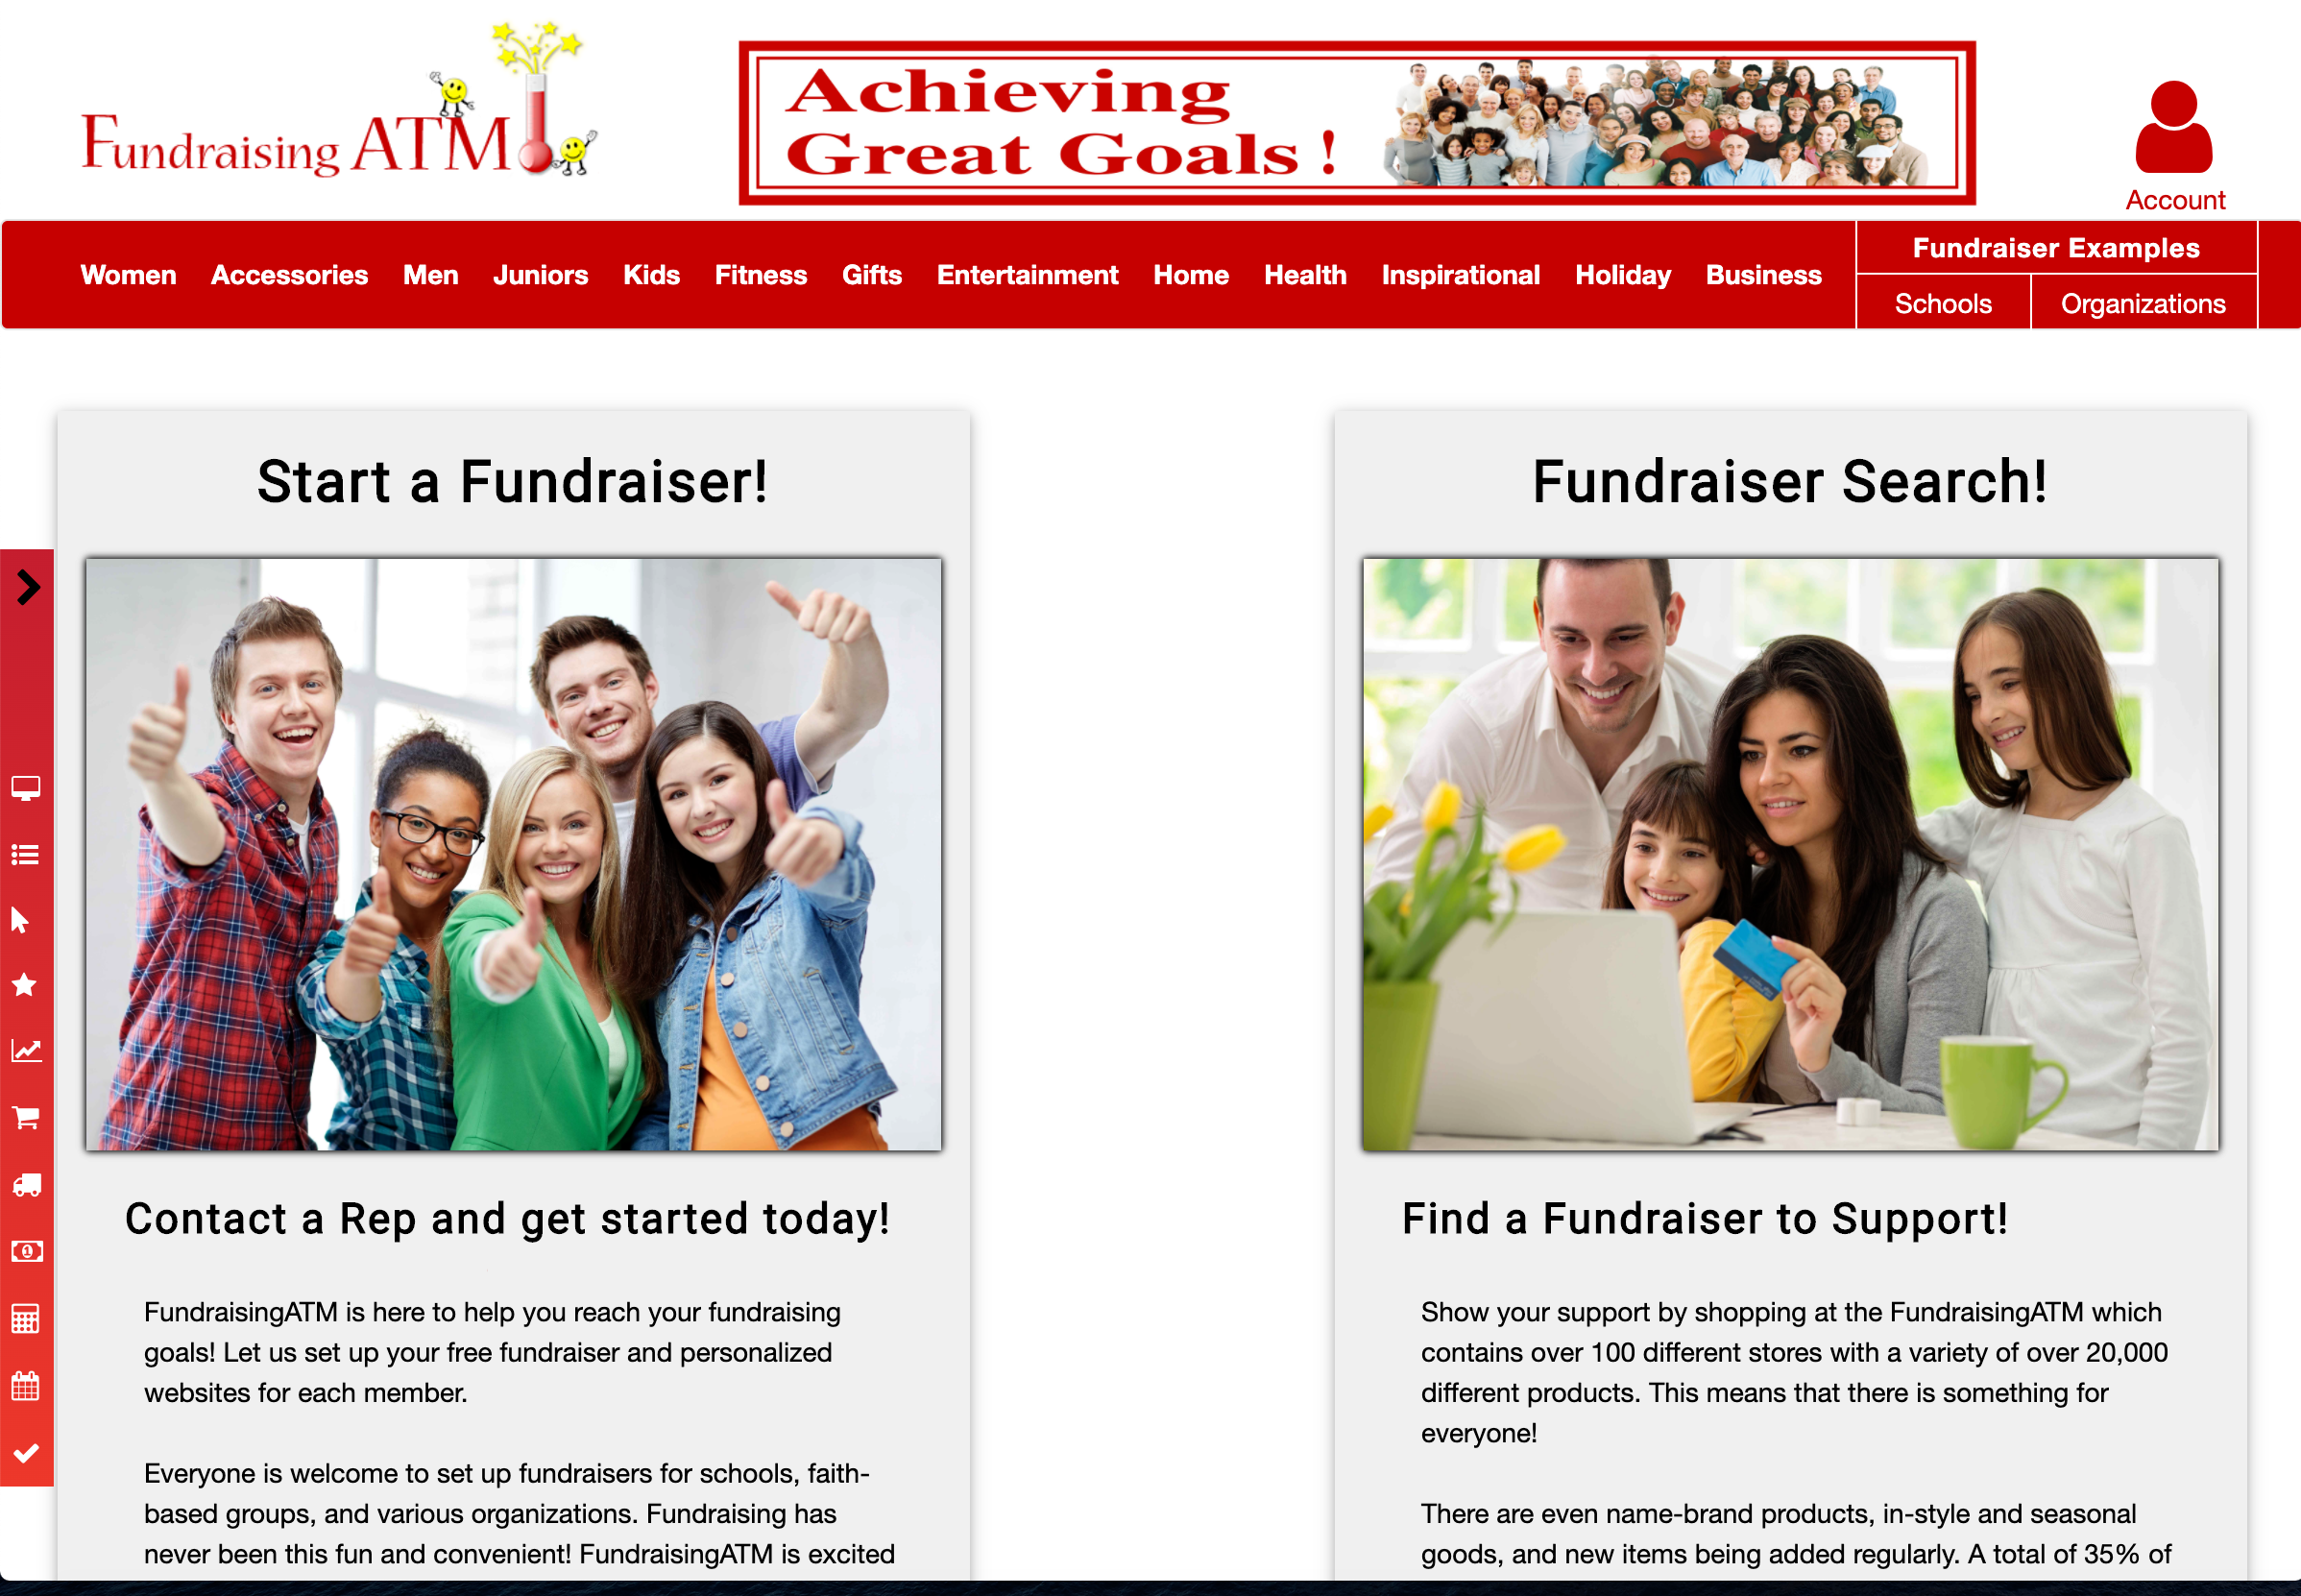 Fundraising ATM
Achieving
Great Goals !
Account
Women Accessories Men Juniors Kids Fitness Gifts Entertainment Home Health Inspirational Holiday Business
Fundraiser Examples
Schools Organizations
Start a Fundraiser!
Contact a Rep and get started today!
FundraisingATM is here to help you reach your fundraising
goals! Let us set up your free fundraiser and personalized
websites for each member.
Everyone is welcome to set up fundraisers for schools, faith-
based groups, and various organizations. Fundraising has
never been this fun and convenient! FundraisingATM is excited
Fundraiser Search!
Find a Fundraiser to Support!
Show your support by shopping at the FundraisingATM which
contains over 100 different stores with a variety of over 20,000
different products. This means that there is something for
everyone!
There are even name-brand products, in-style and seasonal
goods, and new items being added regularly. A total of 35% of